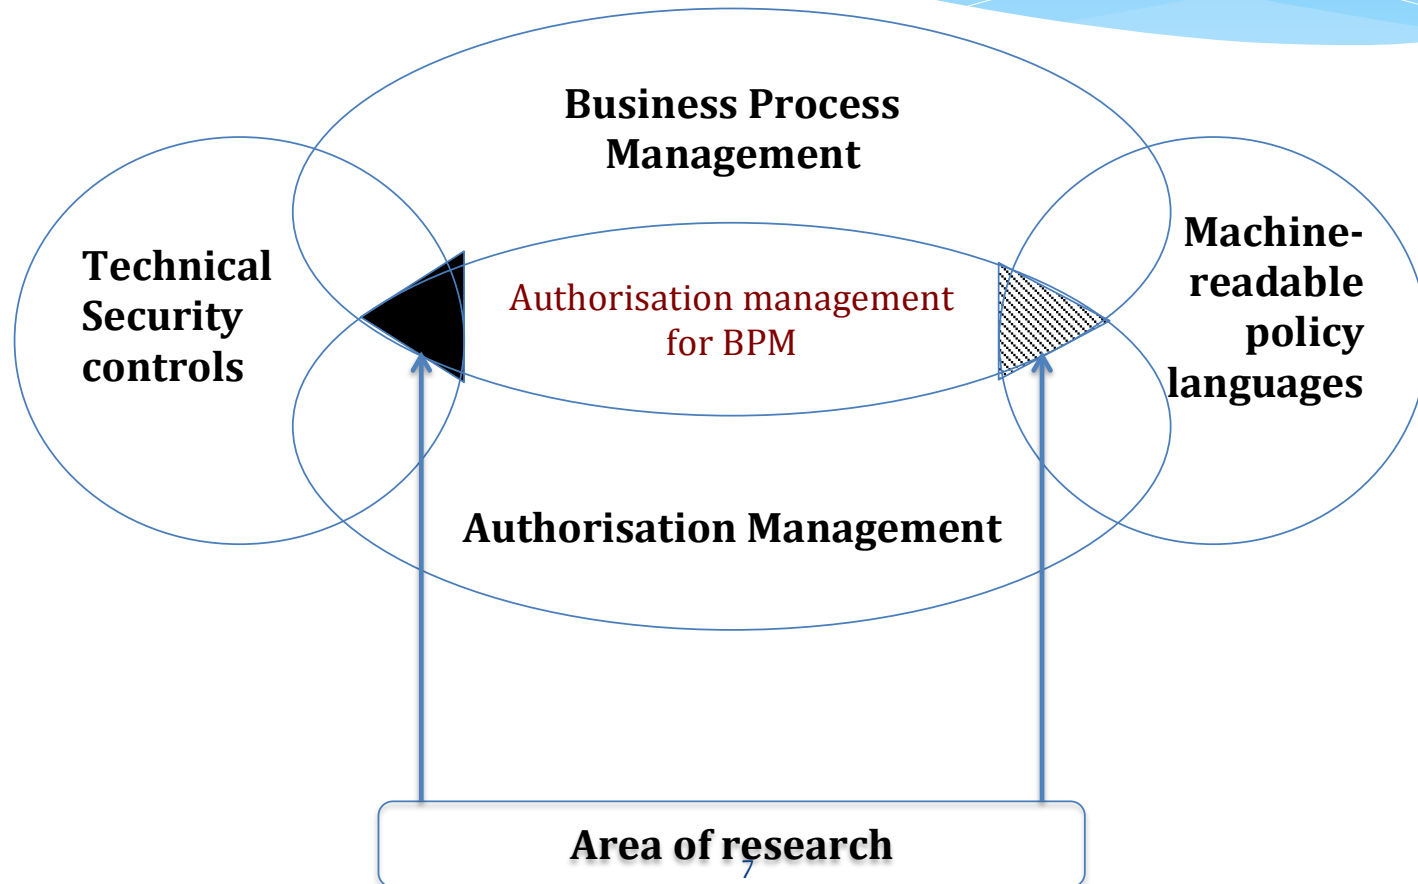 Business Process
Management
Technical
Security
controls
Authorisation management
for BPM
Machine-
readable
policy
languages
Authorisation Management
Area of research
7